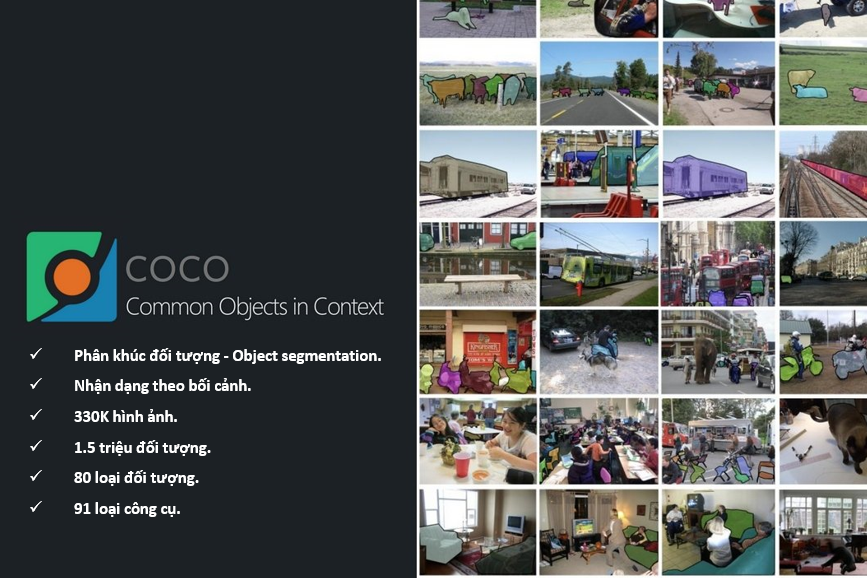 COCO
Common Objects in Context
Phân khúc đối tượng - Object segmentation.
Nhận dạng theo bối cảnh.
330K hình ảnh.
1.5 triệu đối tượng.
80 loại đối tượng.
91 loại công cụ.